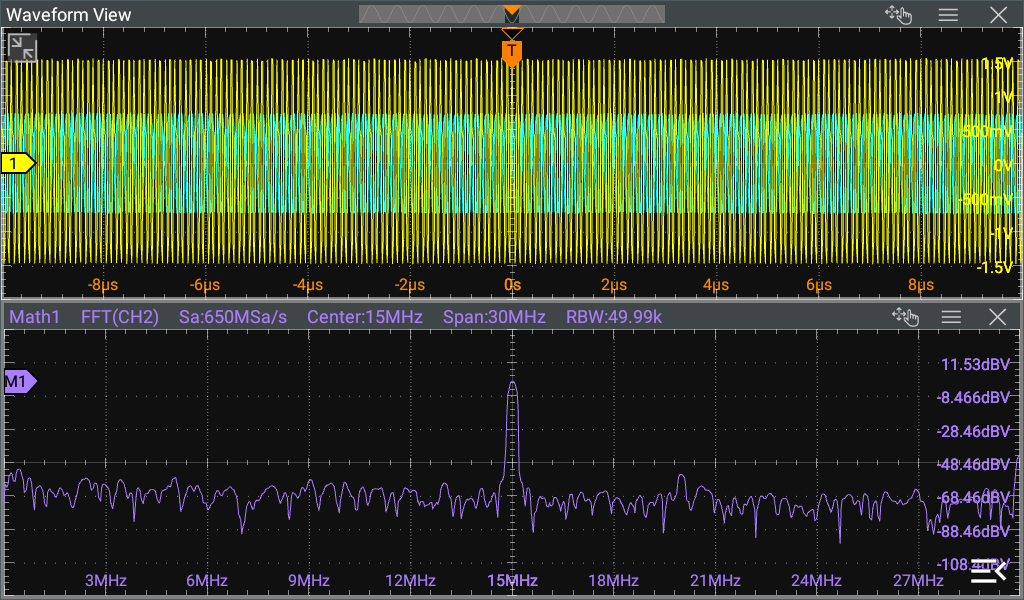 Waveform View
T
1.5V
1V
500mV
1
0V
-500mV
-1V
-1.5V
-8µs -6µs -4µs -2µs 0s 2µs 4µs 6µs 8µs
Math1 FFT(CH2) Sa:650MSa/s Center:15MHz Span:30MHz RBW:49.99k
11.53dBV
M1
-8.466dBV
-28.46dBV
-48.46dBV
-68.46dBV
-88.46dBV
3MHz 6MHz 9MHz 12MHz 15MHz 18MHz 21MHz 24MHz 27MHz